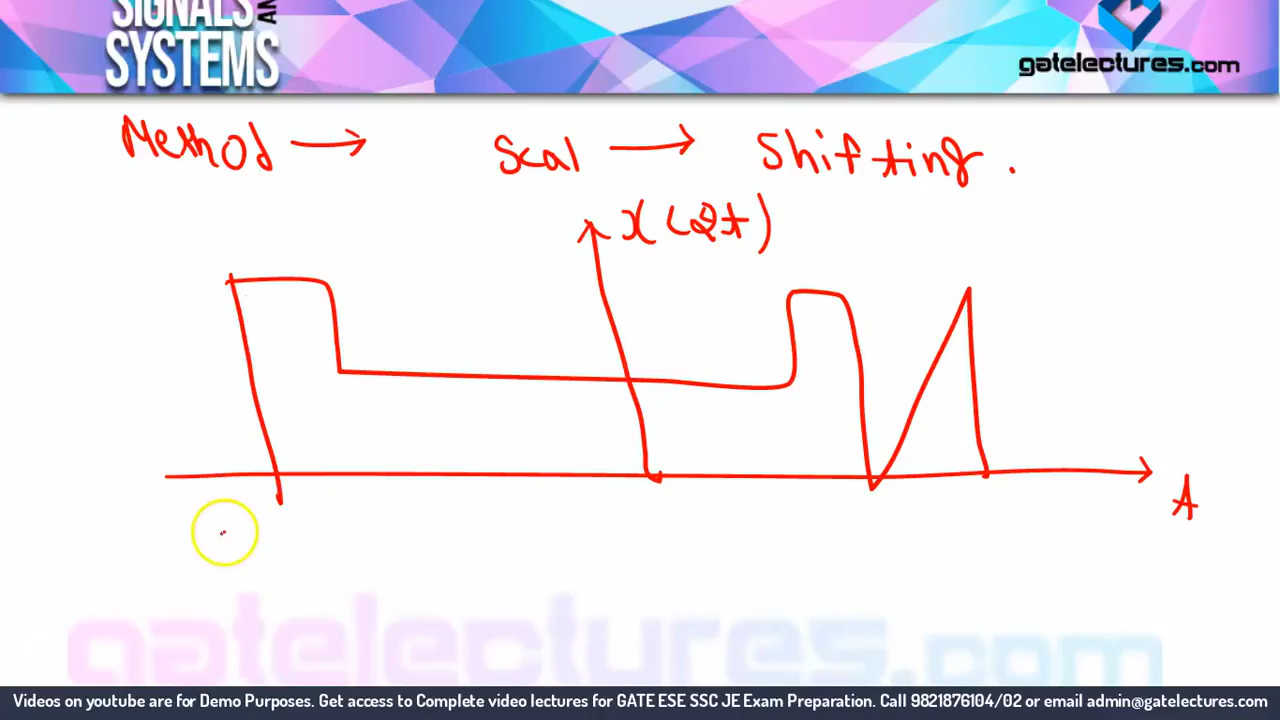 SIGNALS AND
SYSTEMS
gatelectures.com
Method → Scal → Shifting.
x(2t)
t
gatelectures.com
Videos on youtube are for Demo Purposes. Get access to Complete video lectures for GATE ESE SSC JE Exam Preparation. Call 9821876104/02 or email admin@gatelectures.com